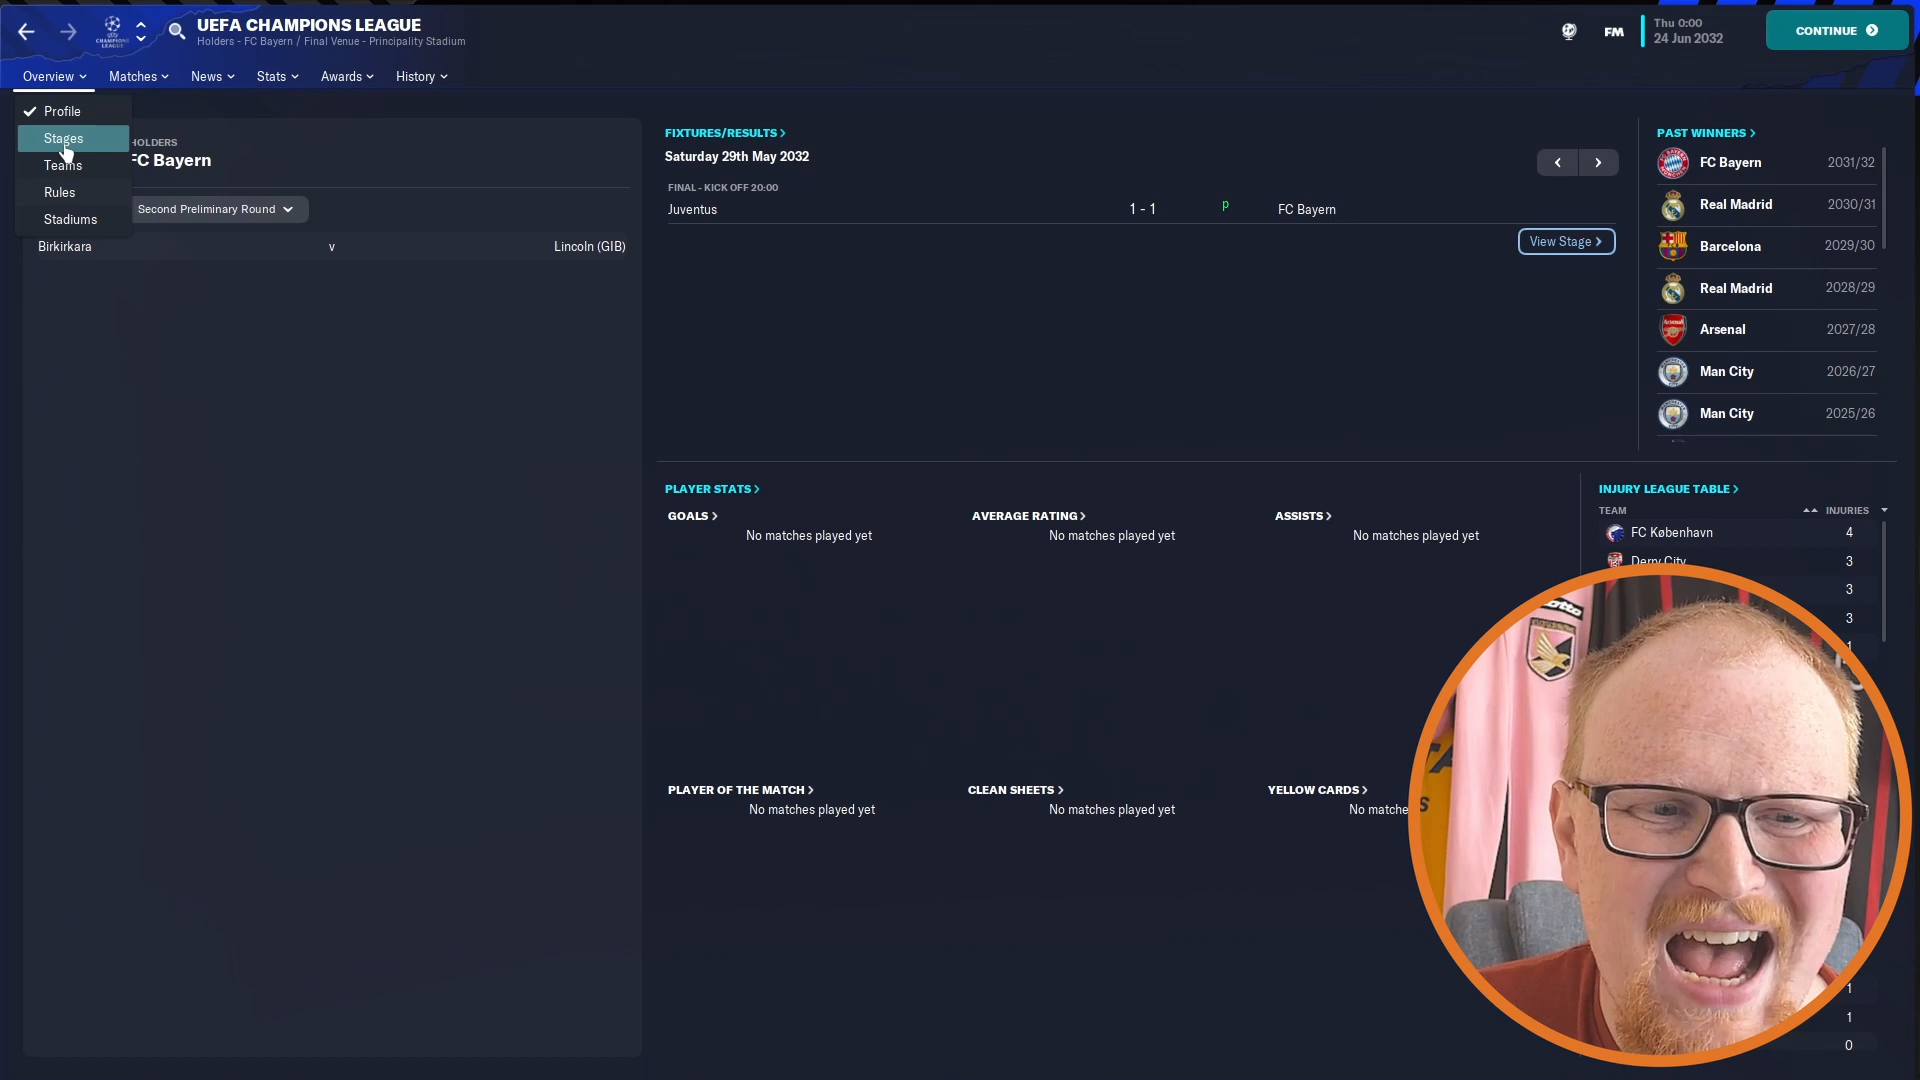 UEFA CHAMPIONS LEAGUE
Holders - FC Bayern / Final Venue - Principality Stadium
FM
Thu 0:00
24 Jun 2032
CONTINUE
Overview
Matches
News
Stats
Awards
History
Profile
Stages
Teams
Rules
Stadiums
HOLDERS
FC Bayern
Second Preliminary Round
Birkirkara v Lincoln (GIB)
FIXTURES/RESULTS
Saturday 29th May 2032
FINAL - KICK OFF 20:00
Juventus 1 - 1 p FC Bayern
View Stage
PAST WINNERS
FC Bayern 2031/32
Real Madrid 2030/31
Barcelona 2029/30
Real Madrid 2028/29
Arsenal 2027/28
Man City 2026/27
Man City 2025/26
PLAYER STATS
GOALS
No matches played yet
AVERAGE RATING
No matches played yet
ASSISTS
No matches played yet
PLAYER OF THE MATCH
No matches played yet
CLEAN SHEETS
No matches played yet
YELLOW CARDS
No matche
INJURY LEAGUE TABLE
TEAM INJURIES
FC København 4
Derry City 3
3
3
1
1
1
0